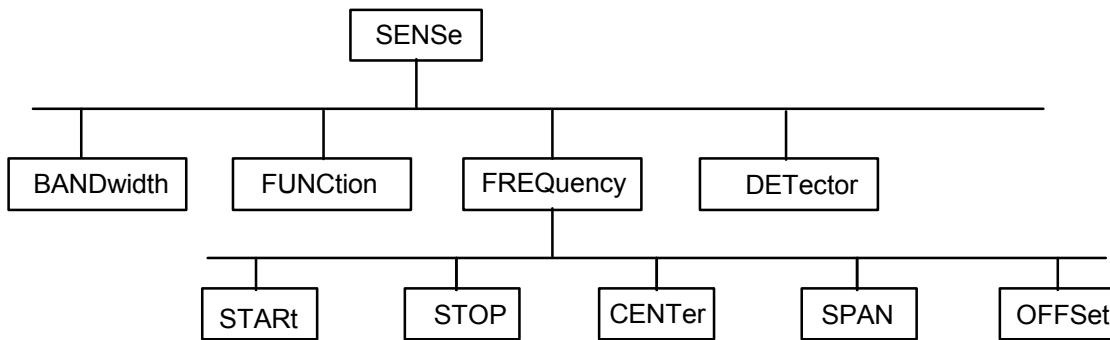 SENSe
BANDwidth
FUNCtion
FREQuency
DETector
STARt
STOP
CENTer
SPAN
OFFSet